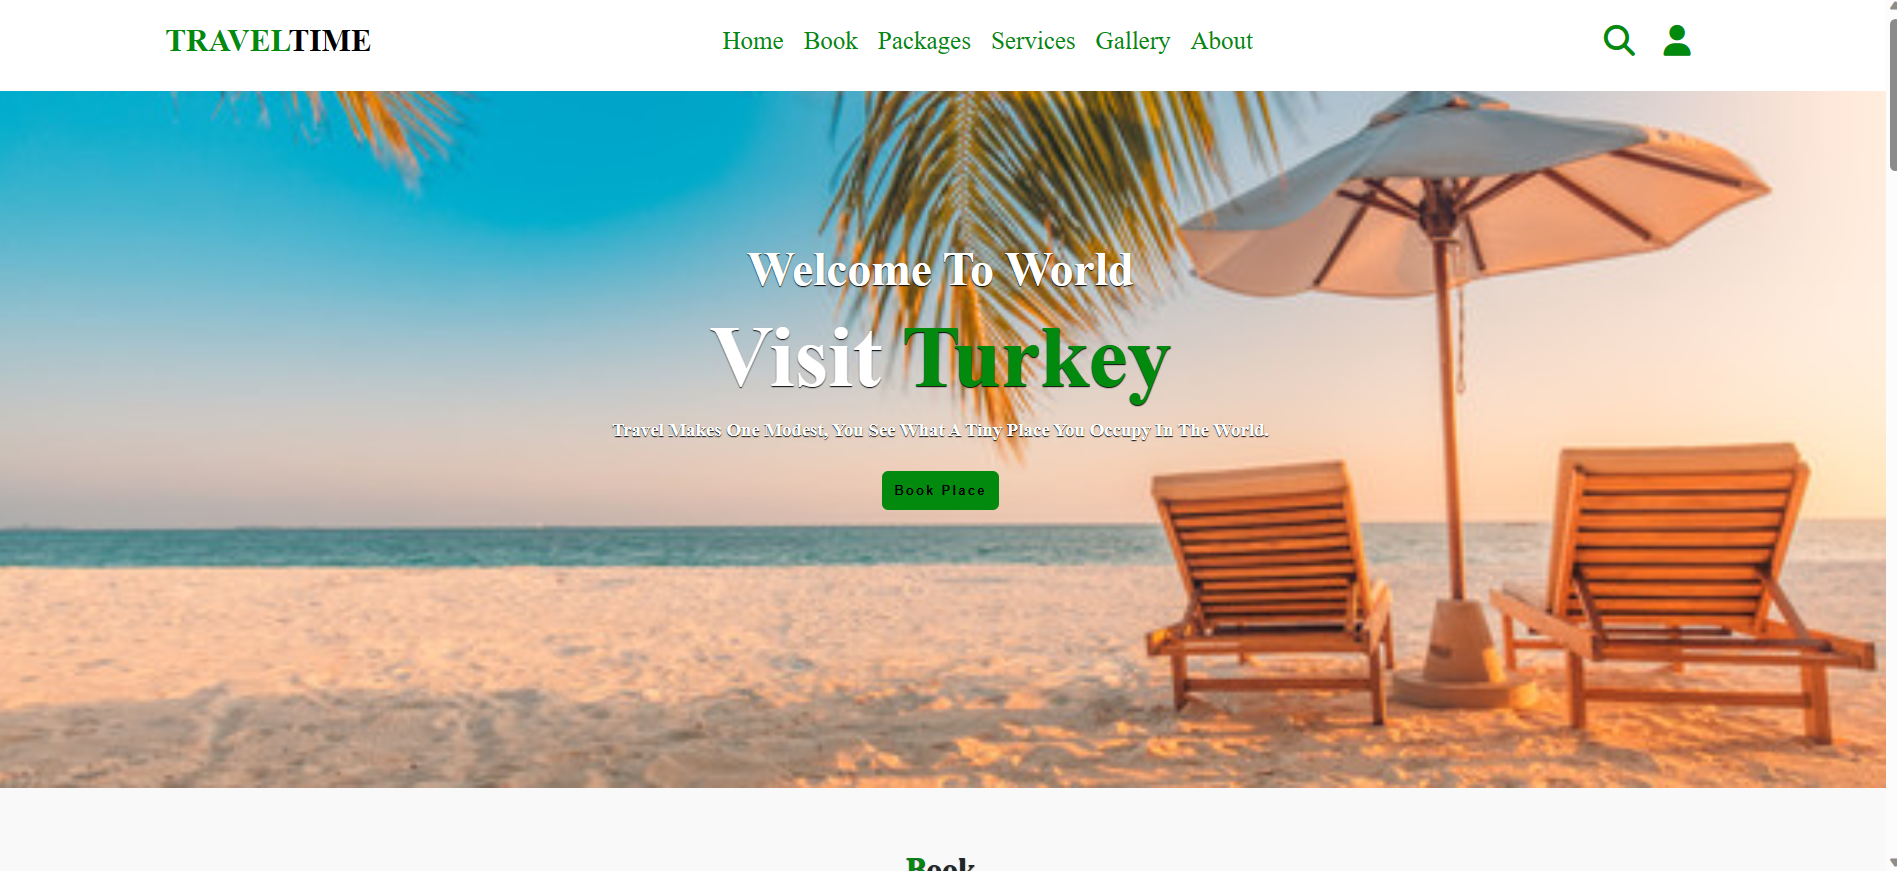 TRAVELTIME
Home Book Packages Services Gallery About
Welcome To World
Visit Turkey
Travel Makes One Modest, You See What A Tiny Place You Occupy In The World.
Book Place
Book